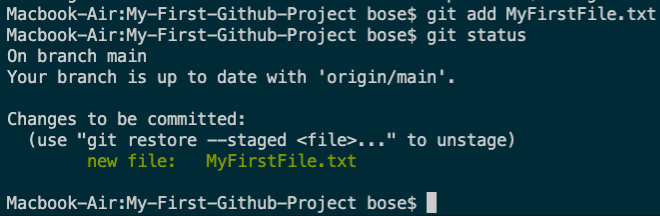 Macbook-Air:My-First-Github-Project bose$ git add MyFirstFile.txt
Macbook-Air:My-First-Github-Project bose$ git status
On branch main
Your branch is up to date with 'origin/main'.
Changes to be committed:
  (use "git restore --staged <file>..." to unstage)
        new file:   MyFirstFile.txt
Macbook-Air:My-First-Github-Project bose$